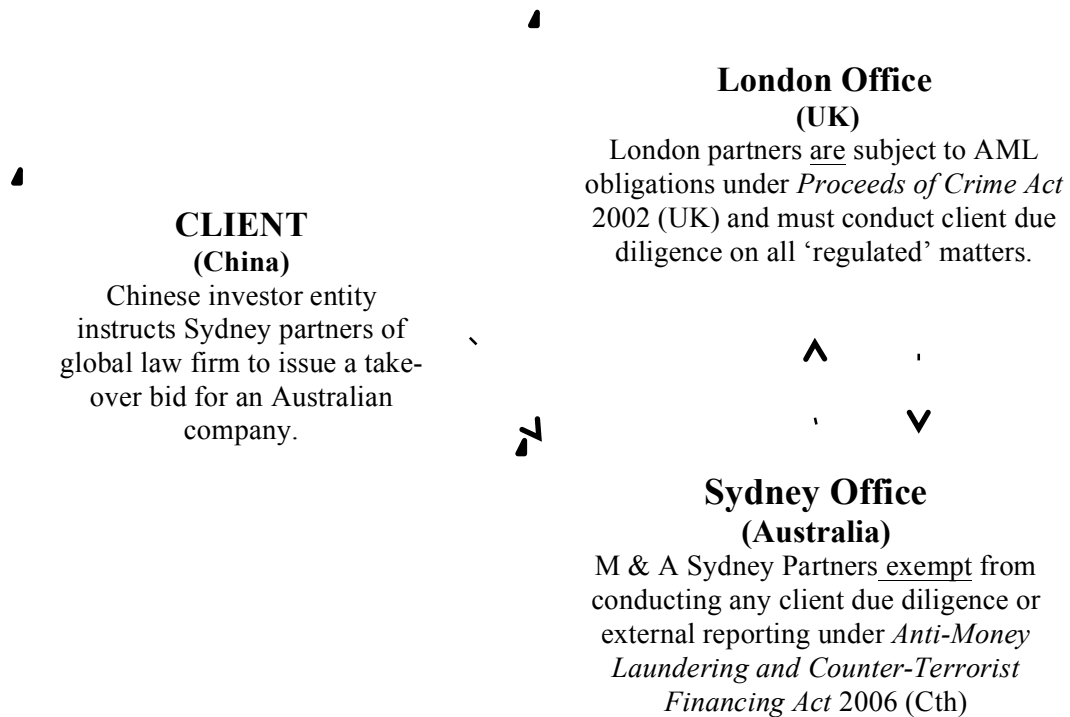 London Office
(UK)
London partners are subject to AML
obligations under Proceeds of Crime Act
2002 (UK) and must conduct client due
diligence on all ‘regulated’ matters.
CLIENT
(China)
Chinese investor entity
instructs Sydney partners of
global law firm to issue a take-
over bid for an Australian
company.
Sydney Office
(Australia)
M & A Sydney Partners exempt from
conducting any client due diligence or
external reporting under Anti-Money
Laundering and Counter-Terrorist
Financing Act 2006 (Cth)